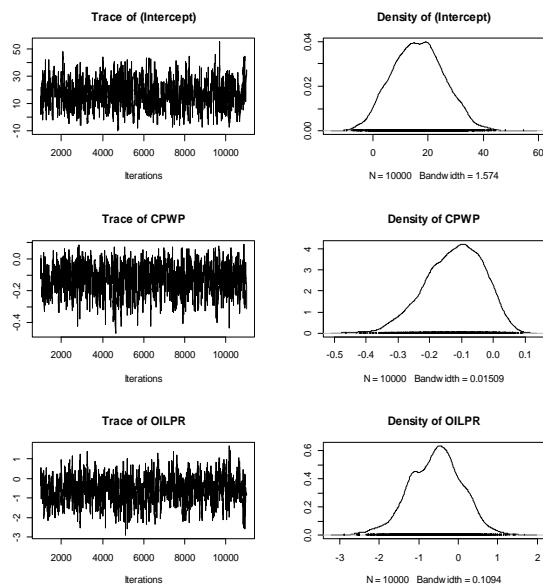 Trace of (Intercept)
-10 10 30 50
2000 4000 6000 8000 10000
Iterations
Density of (Intercept)
0.00 0.02 0.04
0 20 40 60
N = 10000 Bandwidth = 1.574
Trace of CPWP
-0.4 -0.2 0.0
2000 4000 6000 8000 10000
Iterations
Density of CPWP
0 1 2 3 4
-0.5 -0.4 -0.3 -0.2 -0.1 0.0 0.1
N = 10000 Bandwidth = 0.01509
Trace of OILPR
-3 -2 -1 0 1
2000 4000 6000 8000 10000
Iterations
Density of OILPR
0.0 0.2 0.4 0.6
-3 -2 -1 0 1 2
N = 10000 Bandwidth = 0.1094